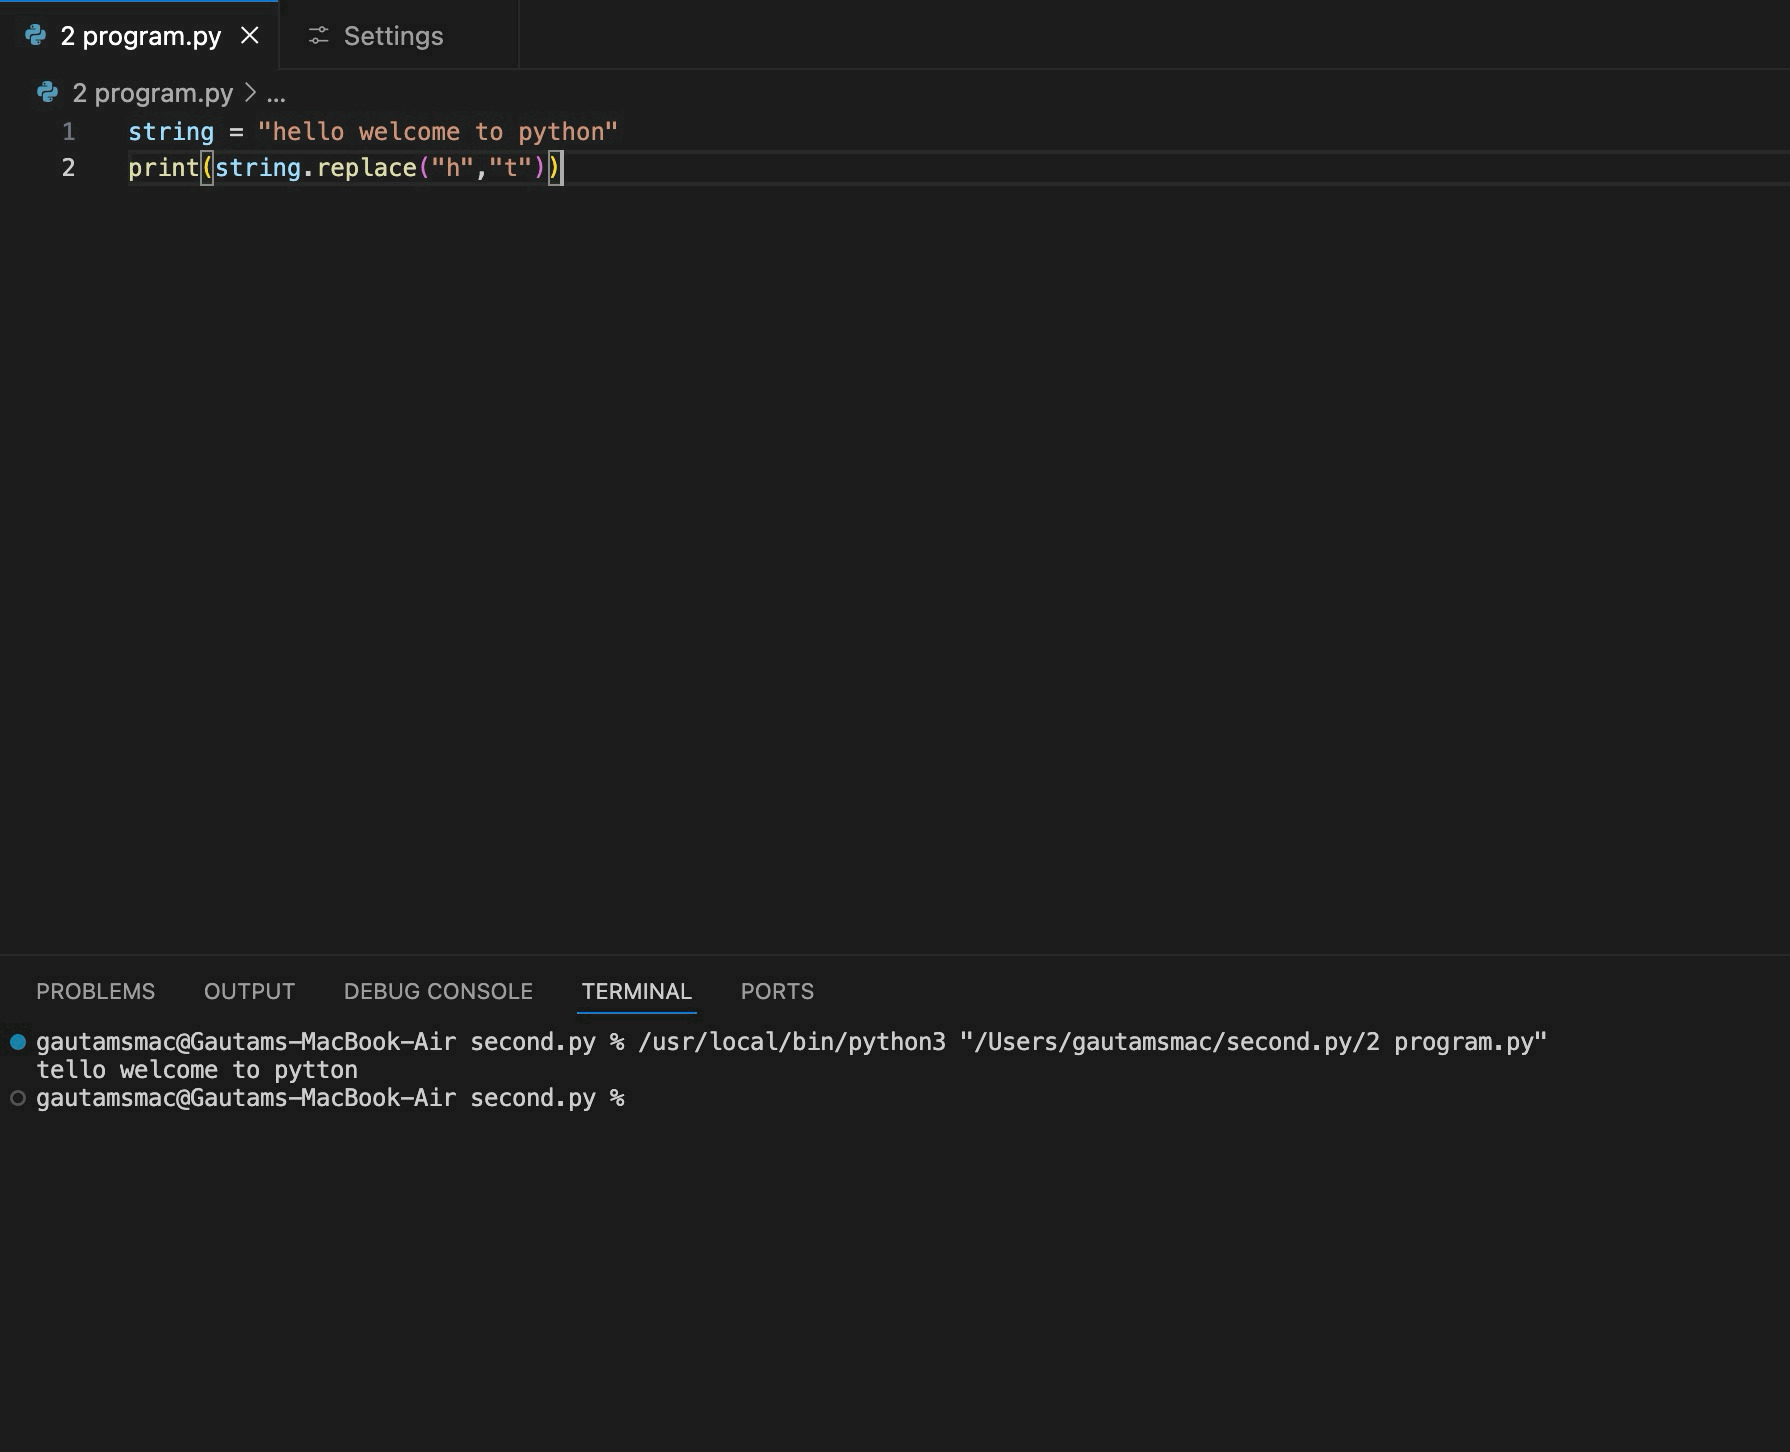 2 program.py
Settings
2 program.py > ...
1 string = "hello welcome to python"
2 print(string.replace("h","t"))
PROBLEMS OUTPUT DEBUG CONSOLE TERMINAL PORTS
gautamsmac@Gautams-MacBook-Air second.py % /usr/local/bin/python3 "/Users/gautamsmac/second.py/2 program.py"
tello welcome to pytton
gautamsmac@Gautams-MacBook-Air second.py %